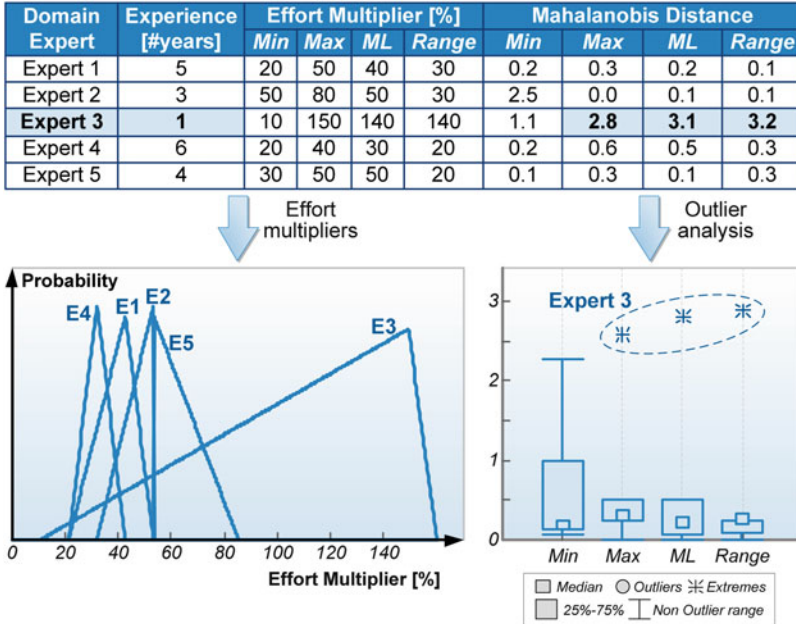 Domain Expert Experience [#years] Effort Multiplier [%] Mahalanobis Distance
Min Max ML Range Min Max ML Range
Expert 1 5 20 50 40 30 0.2 0.3 0.2 0.1
Expert 2 3 50 80 50 30 2.5 0.0 0.1 0.1
Expert 3 1 10 150 140 140 1.1 2.8 3.1 3.2
Expert 4 6 20 40 30 20 0.2 0.6 0.5 0.3
Expert 5 4 30 50 50 20 0.1 0.3 0.1 0.3
Effort
multipliers
Outlier
analysis
Probability
E4 E1 E2 E5 E3
0 20 40 60 80 100 120 140
Effort Multiplier [%]
Expert 3
3
2
1
0
Min Max ML Range
Median Outliers Extremes
25%-75% Non Outlier range